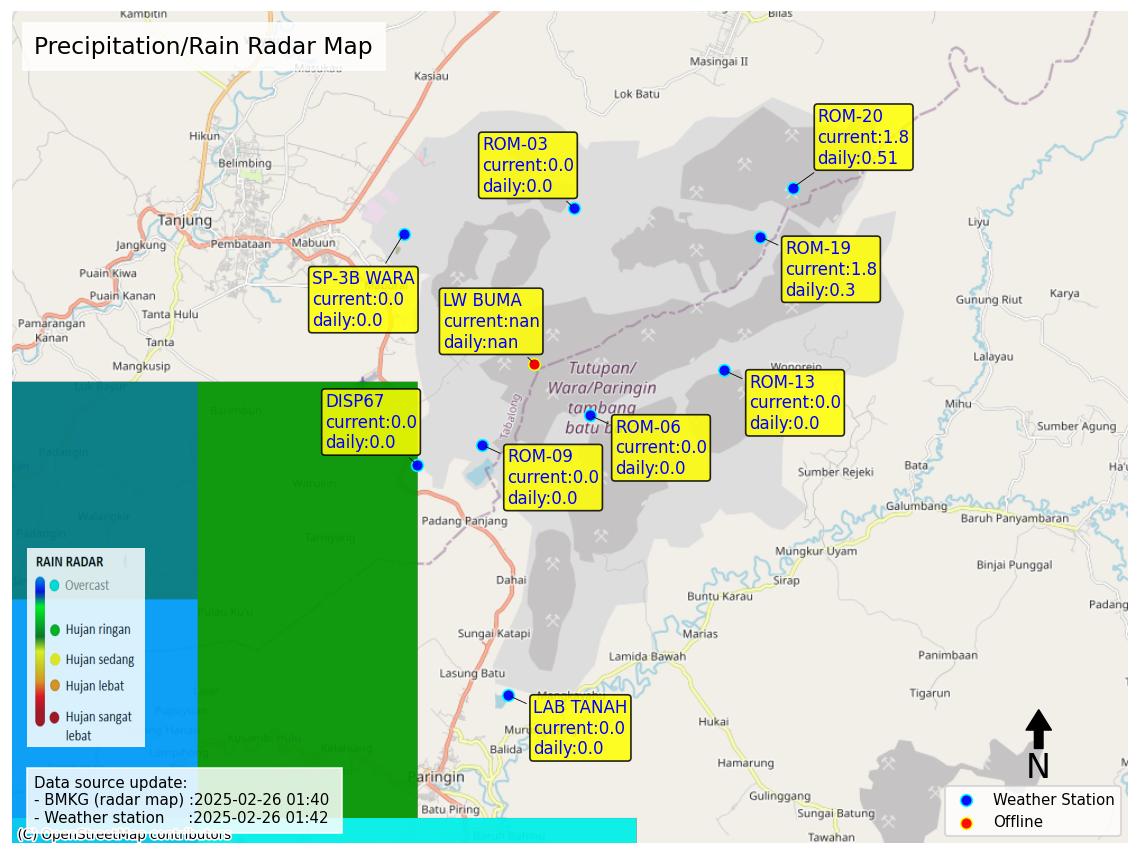 Precipitation/Rain Radar Map
Kambitin
Bilas
Masingai II
Kasiau
Lok Batu
Hikun
Belimbing
Tanjung
Jangkung
Pembataan
Mabuun
Puain Kiwa
Puain Kanan
Tanta Hulu
Pamarangan
Kanan
Tanta
Mangkusip
ROM-03
current:0.0
daily:0.0
ROM-20
current:1.8
daily:0.51
ROM-19
current:1.8
daily:0.3
SP-3B WARA
current:0.0
daily:0.0
LW BUMA
current:nan
daily:nan
Liyu
Gunung Riut
Karya
Lalayau
Wonorejo
Tutupan/
Wara/Paringin
tambang
batu
Tabalong
ROM-13
current:0.0
daily:0.0
DISP67
current:0.0
daily:0.0
ROM-06
current:0.0
daily:0.0
ROM-09
current:0.0
daily:0.0
Mihu
Sumber Agung
Bata
Sumber Rejeki
Galumbang
Baruh Panyambaran
Padang Panjang
Mungkur Uyam
Binjai Punggal
Dahai
Sirap
Buntu Karau
Padang
Sungai Katapi
Marias
Lamida Bawah
Panimbaan
Lasung Batu
Tigarun
LAB TANAH
current:0.0
daily:0.0
Balida
Hukai
Hamarung
Paringin
Batu Piring
Gulinggang
Sungai Batung
Tawahan
RAIN RADAR
Overcast
Hujan ringan
Hujan sedang
Hujan lebat
Hujan sangat
lebat
Data source update:
- BMKG (radar map) :2025-02-26 01:40
- Weather station :2025-02-26 01:42
(C) OpenStreetMap contributors
N
Weather Station
Offline